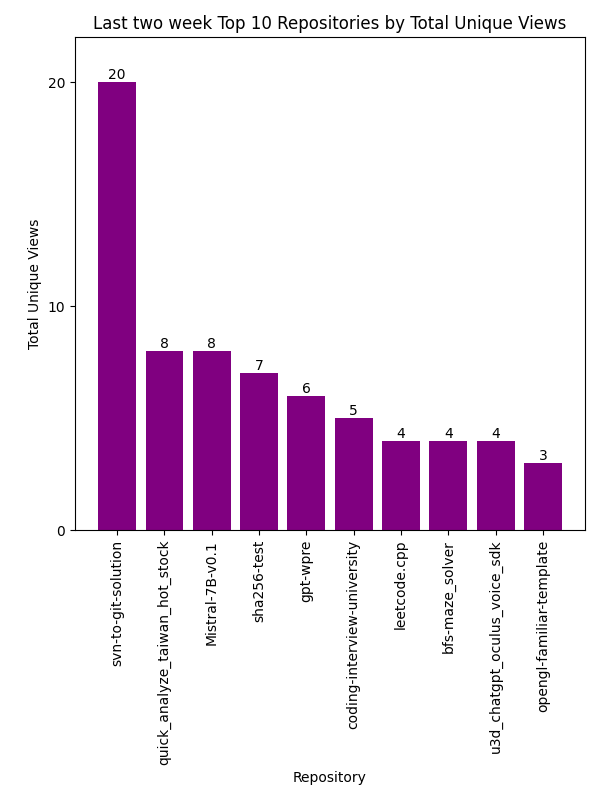 Last two week Top 10 Repositories by Total Unique Views
Total Unique Views
20
10
0
20
8
8
7
6
5
4
4
4
3
svn-to-git-solution
quick_analyze_taiwan_hot_stock
Mistral-7B-v0.1
sha256-test
gpt-wpre
coding-interview-university
leetcode.cpp
bfs-maze_solver
u3d_chatgpt_oculus_voice_sdk
opengl-familiar-template
Repository